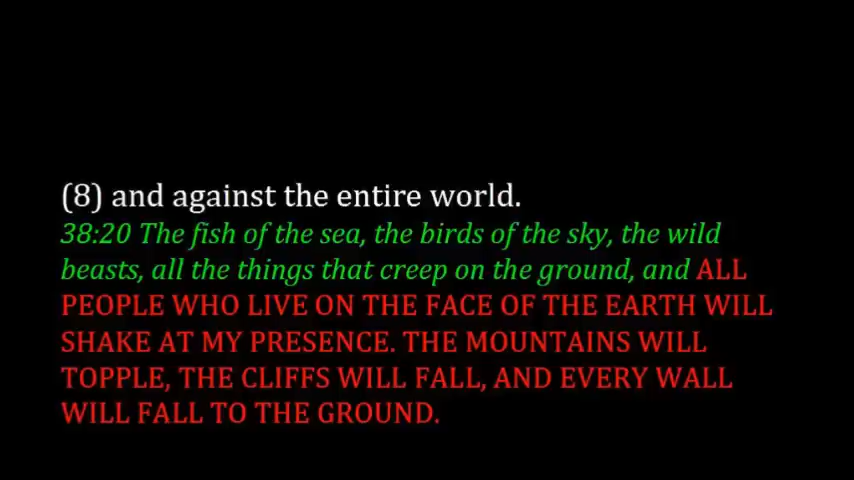 (8) and against the entire world.
38:20 The fish of the sea, the birds of the sky, the wild
beasts, all the things that creep on the ground, and ALL
PEOPLE WHO LIVE ON THE FACE OF THE EARTH WILL
SHAKE AT MY PRESENCE. THE MOUNTAINS WILL
TOPPLE, THE CLIFFS WILL FALL, AND EVERY WALL
WILL FALL TO THE GROUND.